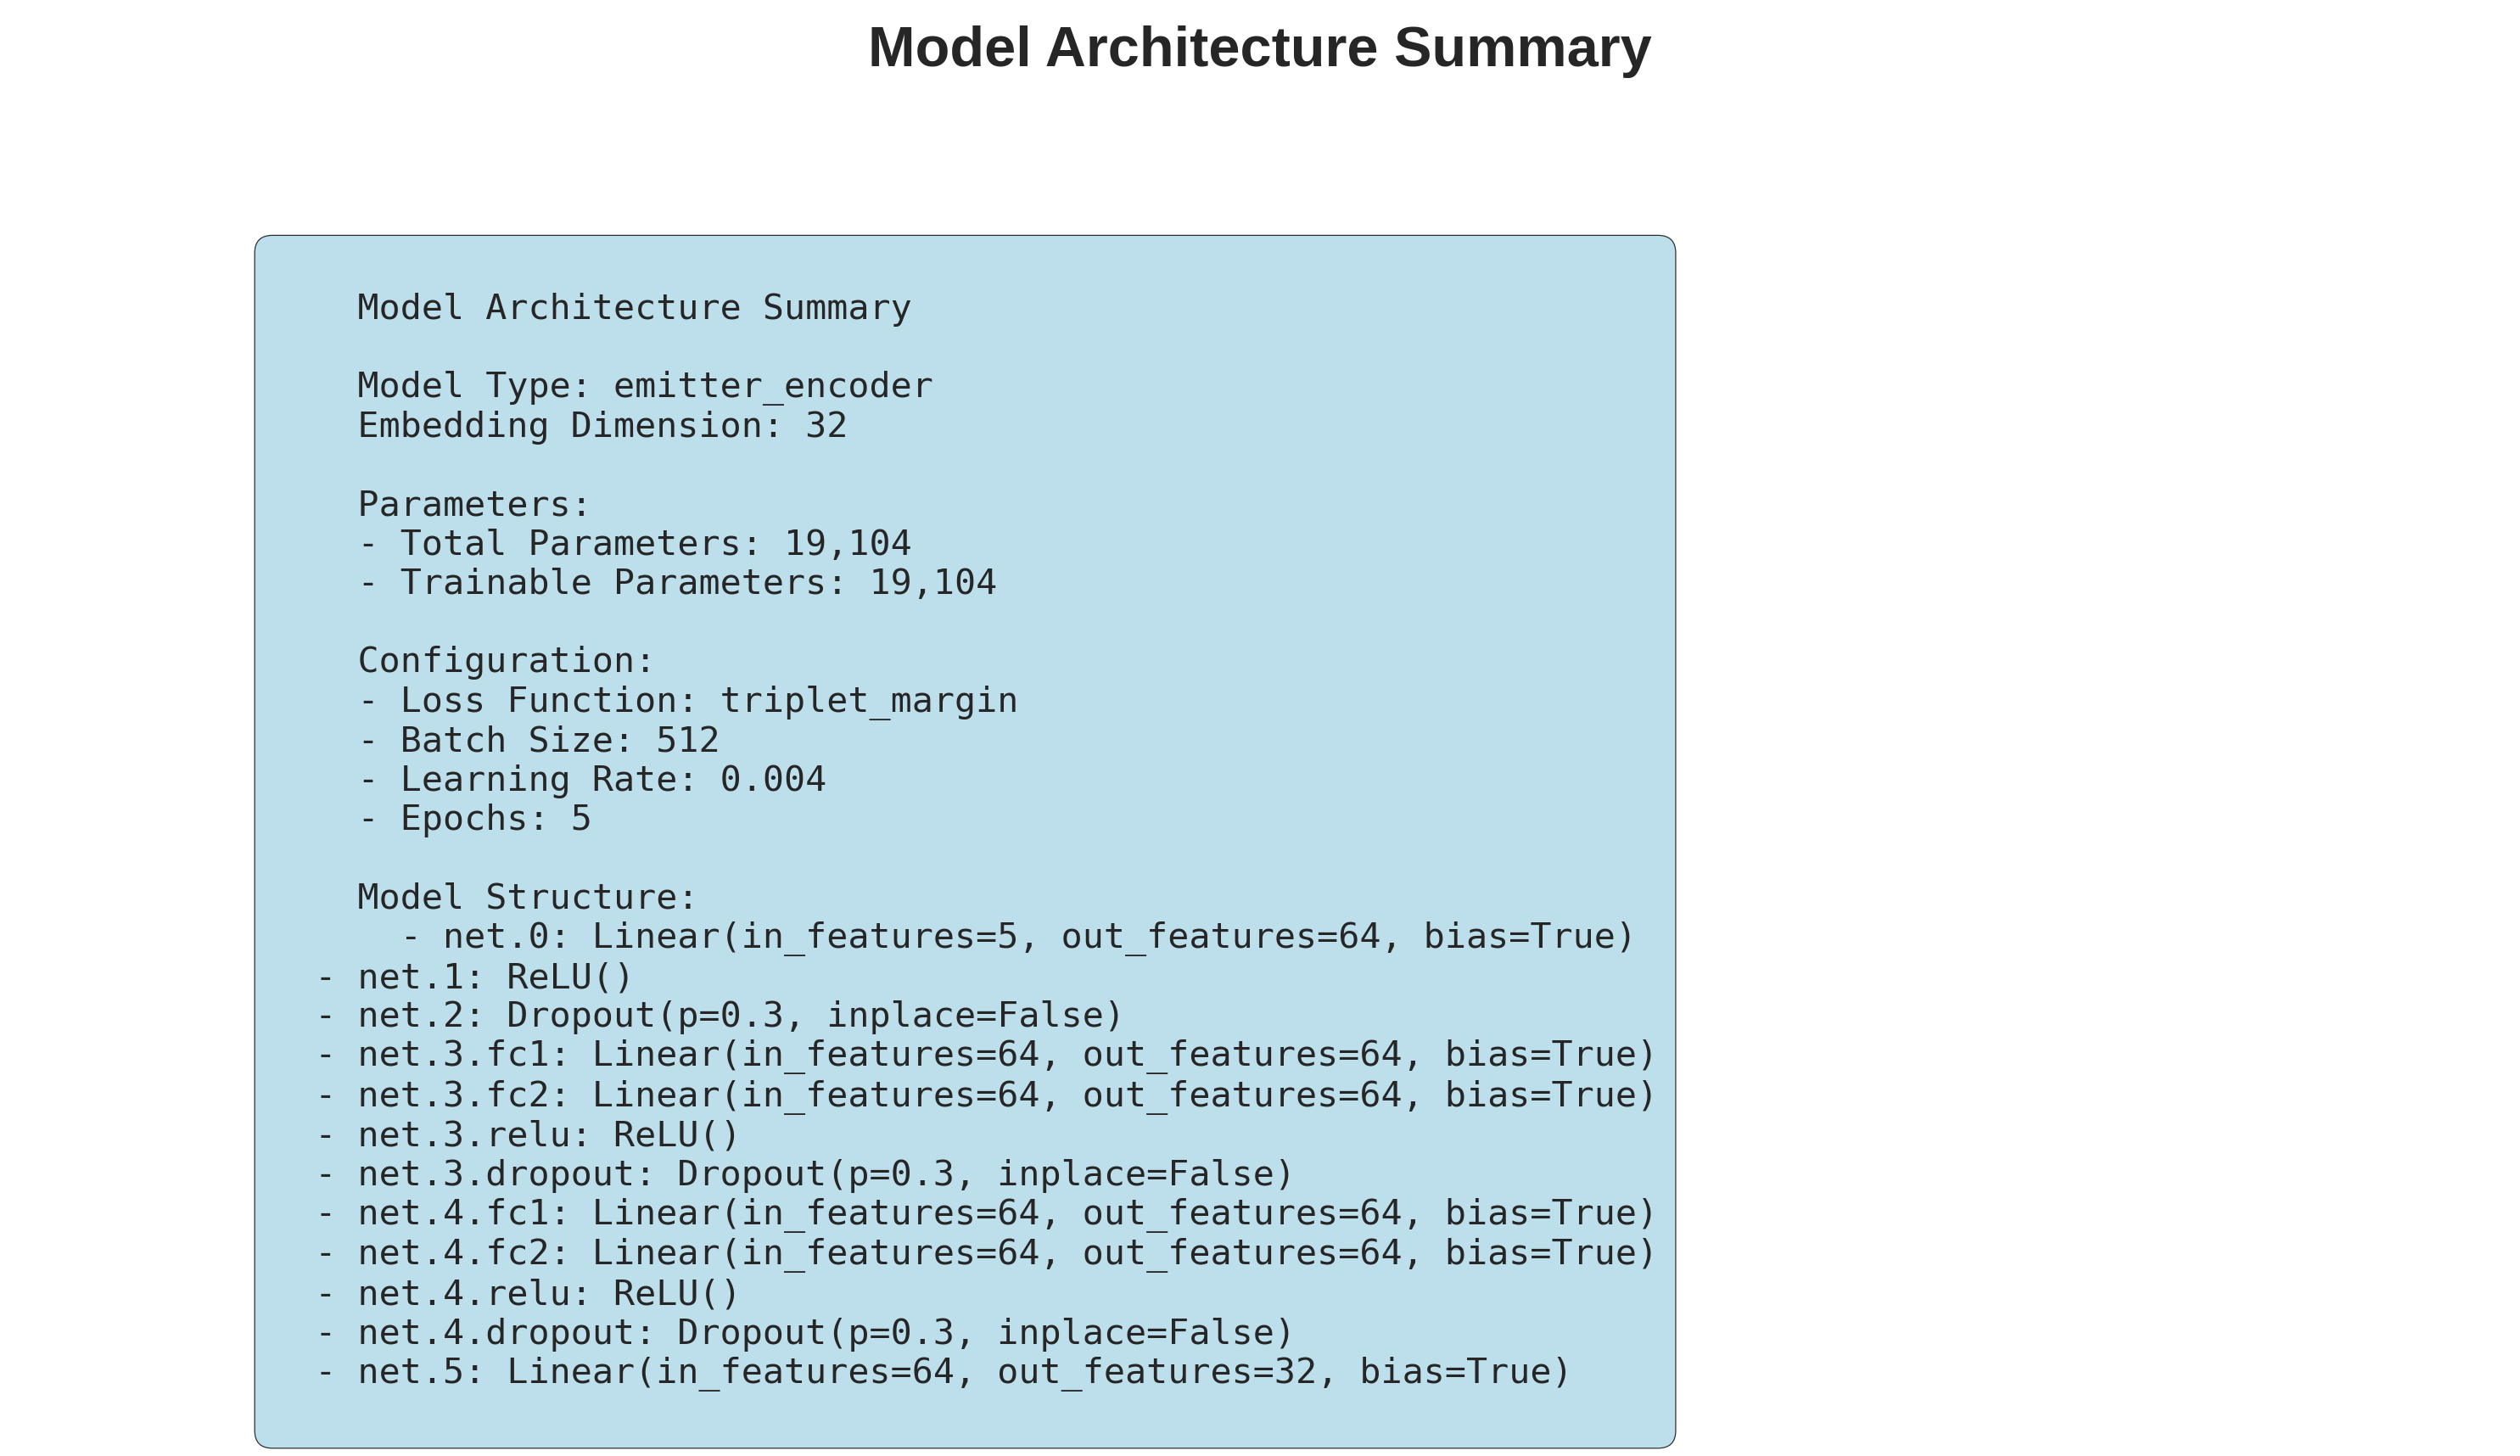 Model Architecture Summary
Model Architecture Summary
Model Type: emitter_encoder
Embedding Dimension: 32
Parameters:
- Total Parameters: 19,104
- Trainable Parameters: 19,104
Configuration:
- Loss Function: triplet_margin
- Batch Size: 512
- Learning Rate: 0.004
- Epochs: 5
Model Structure:
- net.0: Linear(in_features=5, out_features=64, bias=True)
- net.1: ReLU()
- net.2: Dropout(p=0.3, inplace=False)
- net.3.fc1: Linear(in_features=64, out_features=64, bias=True)
- net.3.fc2: Linear(in_features=64, out_features=64, bias=True)
- net.3.relu: ReLU()
- net.3.dropout: Dropout(p=0.3, inplace=False)
- net.4.fc1: Linear(in_features=64, out_features=64, bias=True)
- net.4.fc2: Linear(in_features=64, out_features=64, bias=True)
- net.4.relu: ReLU()
- net.4.dropout: Dropout(p=0.3, inplace=False)
- net.5: Linear(in_features=64, out_features=32, bias=True)